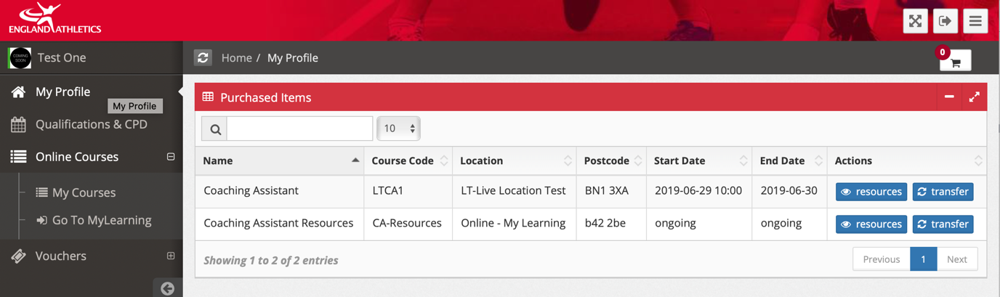 ENGLAND ATHLETICS
COMING
SOON
Test One
Home / My Profile
0
My Profile
My Profile
Qualifications & CPD
Online Courses
My Courses
Go To MyLearning
Vouchers
Purchased Items
10
Name Course Code Location Postcode Start Date End Date Actions
Coaching Assistant LTCA1 LT-Live Location Test BN1 3XA 2019-06-29 10:00 2019-06-30 resources transfer
Coaching Assistant Resources CA-Resources Online - My Learning b42 2be ongoing ongoing resources transfer
Showing 1 to 2 of 2 entries
Previous 1 Next